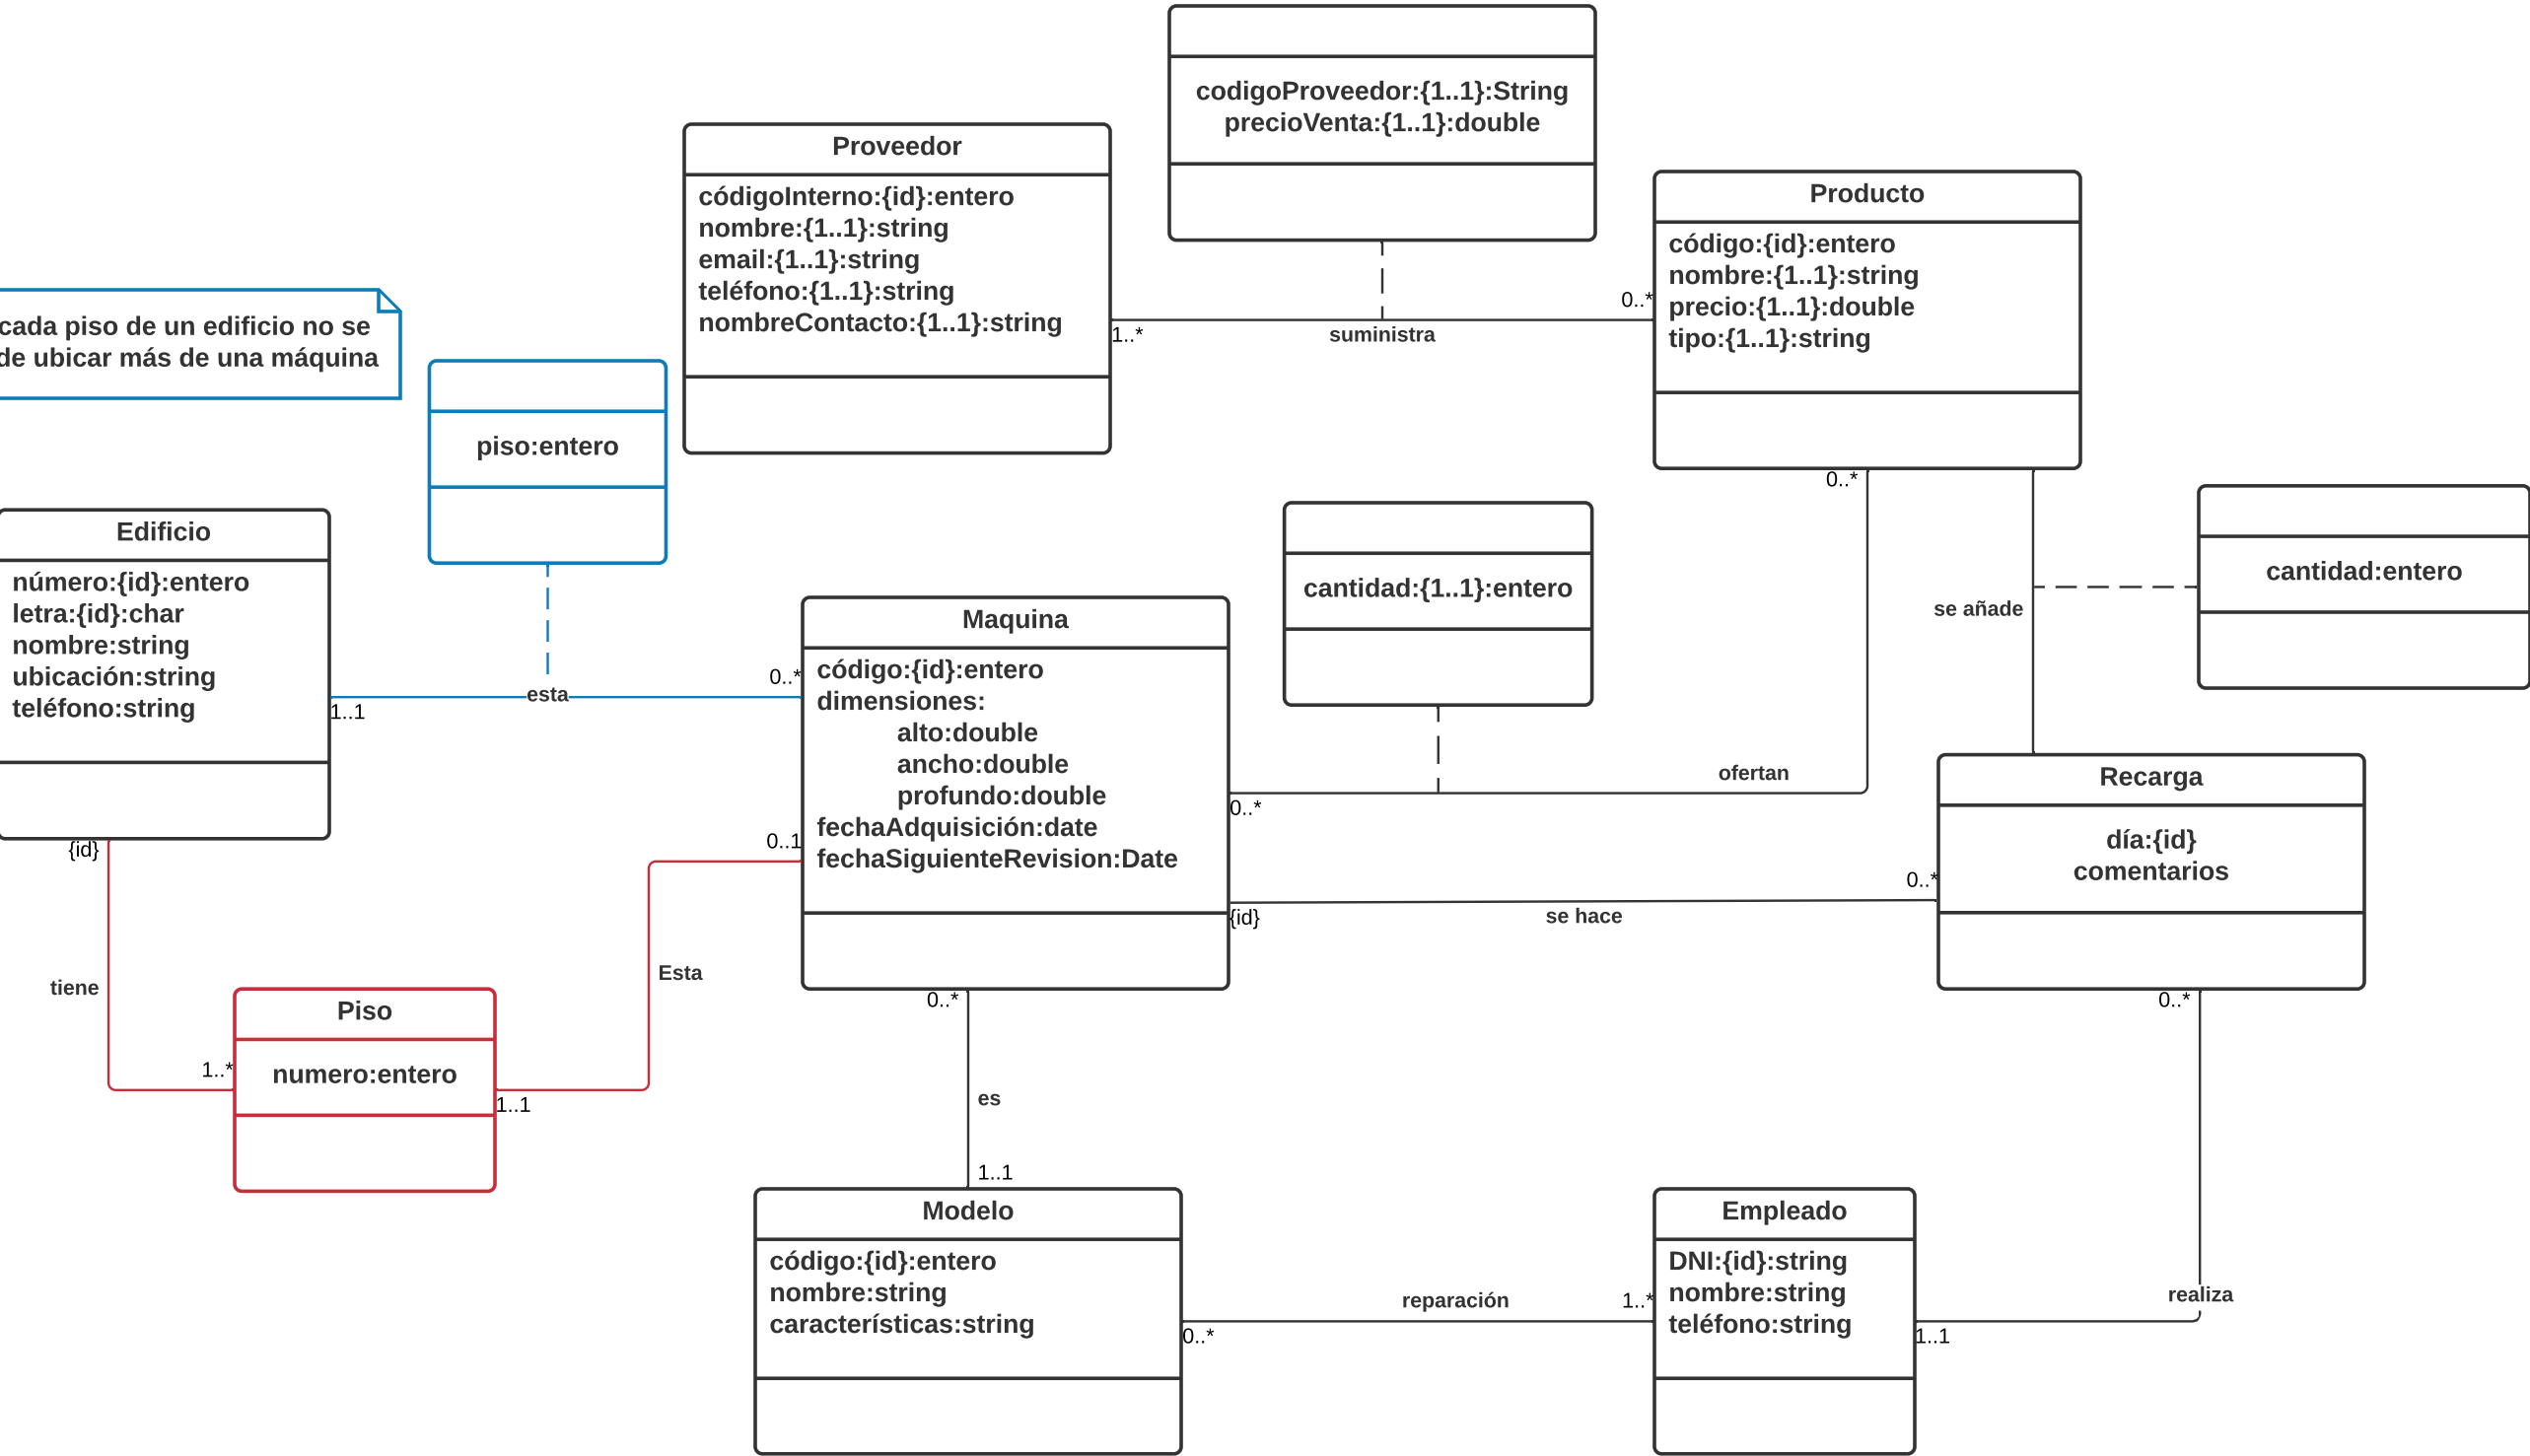 codigoProveedor:{1..1}:String
precioVenta:{1..1}:double
Proveedor
códigoInterno:{id}:entero
nombre:{1..1}:string
email:{1..1}:string
teléfono:{1..1}:string
nombreContacto:{1..1}:string
1..*
suministra
0..*
Producto
código:{id}:entero
nombre:{1..1}:string
precio:{1..1}:double
tipo:{1..1}:string
cada piso de un edificio no se
de ubicar más de una máquina
piso:entero
Edificio
número:{id}:entero
letra:{id}:char
nombre:string
ubicación:string
teléfono:string
1..1
esta
0..*
Maquina
código:{id}:entero
dimensiones:
alto:double
ancho:double
profundo:double
fechaAdquisición:date
fechaSiguienteRevision:Date
cantidad:{1..1}:entero
0..*
ofertan
0..*
se añade
cantidad:entero
Recarga
día:{id}
comentarios
{id}
se hace
0..*
{id}
tiene
1..*
Piso
numero:entero
1..1
Esta
0..1
0..*
es
1..1
Modelo
código:{id}:entero
nombre:string
características:string
0..*
reparación
1..*
Empleado
DNI:{id}:string
nombre:string
teléfono:string
1..1
realiza
0..*